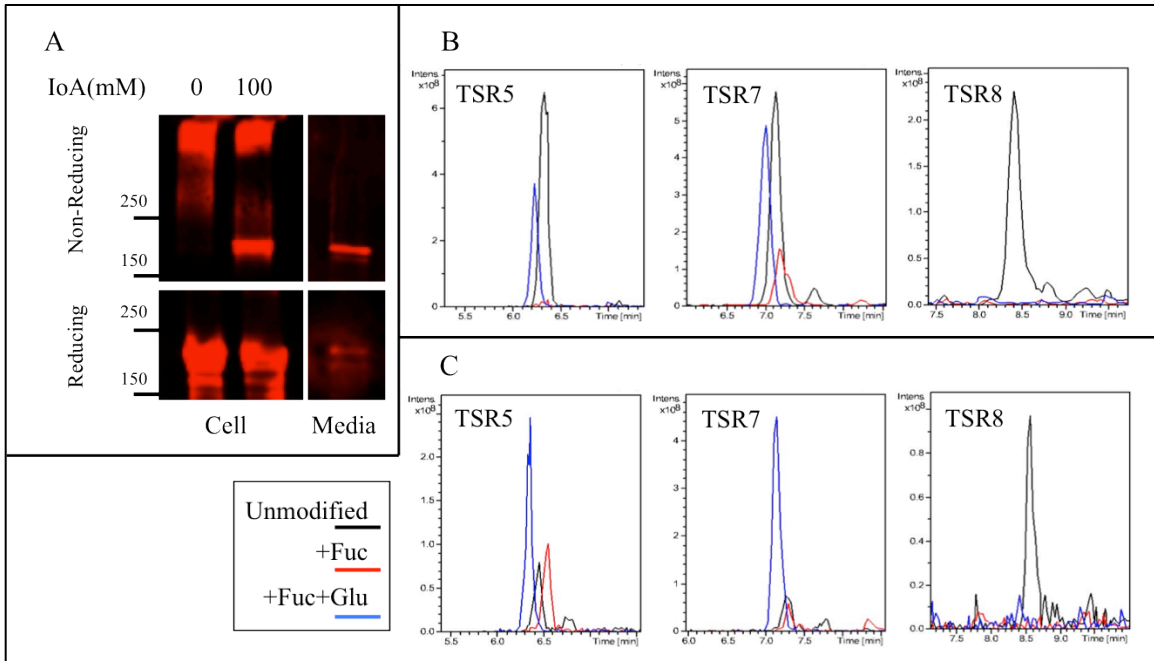 A
IoA(mM) 0 100
Non-Reducing
250
150
Reducing
250
150
Cell Media
Unmodified
+Fuc
+Fuc+Glu
B
Intens. x10⁸
TSR5
6
4
2
0
5.5 6.0 6.5 Time [min]
Intens. x10⁸
TSR7
5
4
3
2
1
0
6.5 7.0 7.5 Time [min]
Intens. x10⁸
TSR8
2.0
1.5
1.0
0.5
0.0
7.5 8.0 8.5 9.0 Time [min]
C
Intens. x10⁸
TSR5
2.5
2.0
1.5
1.0
0.5
0.0
5.5 6.0 6.5 Time [min]
Intens. x10⁸
TSR7
4
3
2
1
0
6.5 7.0 7.5 Time [min]
Intens. x10⁸
TSR8
0.8
0.6
0.4
0.2
0.0
7.5 8.0 8.5 9.0 9.5 Time [min]